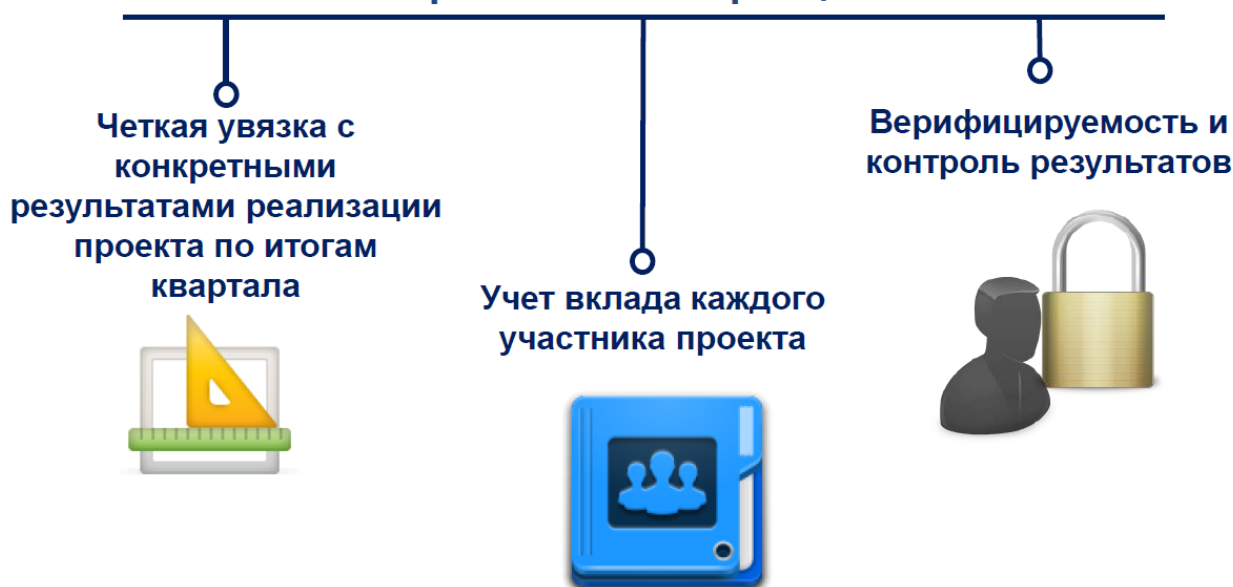 Четкая увязка с
конкретными
результатами реализации
проекта по итогам
квартала
Учет вклада каждого
участника проекта
Верифицируемость и
контроль результатов